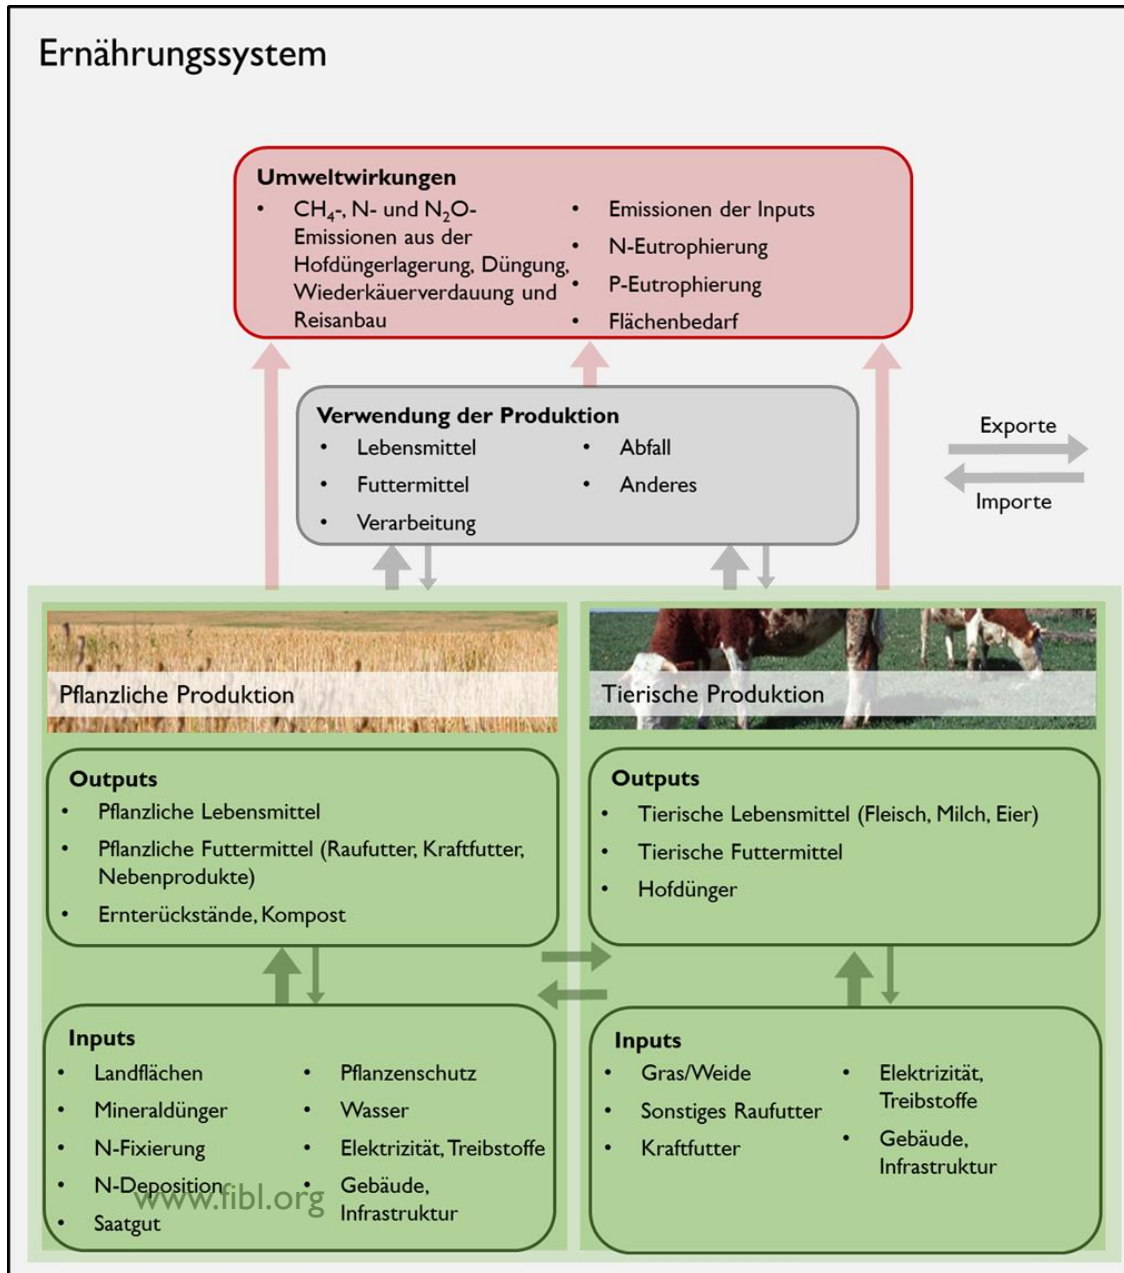 Ernährungssystem
Umweltwirkungen
• CH₄-, N- und N₂O-
Emissionen aus der
Hofdüngerlagerung, Düngung,
Wiederkäuerverdauung und
Reisanbau
• Emissionen der Inputs
• N-Eutrophierung
• P-Eutrophierung
• Flächenbedarf
Verwendung der Produktion
• Lebensmittel
• Futtermittel
• Verarbeitung
• Abfall
• Anderes
Exporte
Importe
Pflanzliche Produktion
Outputs
• Pflanzliche Lebensmittel
• Pflanzliche Futtermittel (Raufutter, Kraftfutter,
Nebenprodukte)
• Ernterückstände, Kompost
Inputs
• Landflächen
• Mineraldünger
• N-Fixierung
• N-Deposition
• Saatgut
• Pflanzenschutz
• Wasser
• Elektrizität, Treibstoffe
• Gebäude,
Infrastruktur
www.fibl.org
Tierische Produktion
Outputs
• Tierische Lebensmittel (Fleisch, Milch, Eier)
• Tierische Futtermittel
• Hofdünger
Inputs
• Gras/Weide
• Sonstiges Raufutter
• Kraftfutter
• Elektrizität,
Treibstoffe
• Gebäude,
Infrastruktur